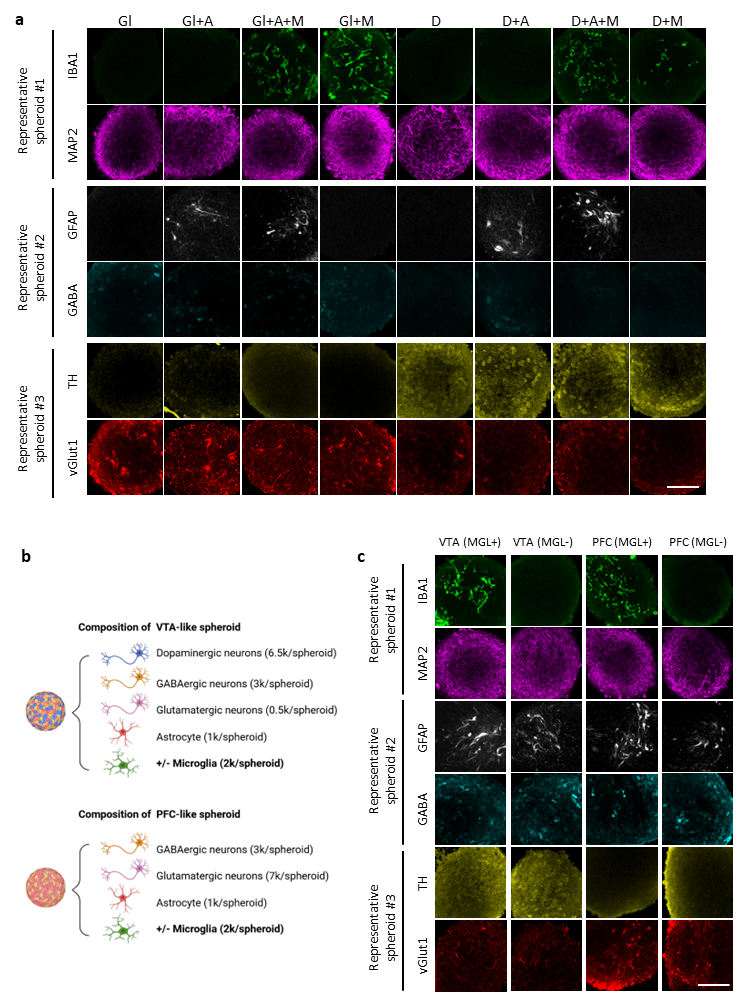 a
Gl Gl+A Gl+A+M Gl+M D D+A D+A+M D+M
Representative
spheroid #1
IBA1
MAP2
Representative
spheroid #2
GFAP
GABA
Representative
spheroid #3
TH
vGlut1
b
Composition of VTA-like spheroid
Dopaminergic neurons (6.5k/spheroid)
GABAergic neurons (3k/spheroid)
Glutamatergic neurons (0.5k/spheroid)
Astrocyte (1k/spheroid)
+/- Microglia (2k/spheroid)
Composition of PFC-like spheroid
GABAergic neurons (3k/spheroid)
Glutamatergic neurons (7k/spheroid)
Astrocyte (1k/spheroid)
+/- Microglia (2k/spheroid)
c
VTA (MGL+) VTA (MGL-) PFC (MGL+) PFC (MGL-)
Representative
spheroid #1
IBA1
MAP2
Representative
spheroid #2
GFAP
GABA
Representative
spheroid #3
TH
vGlut1